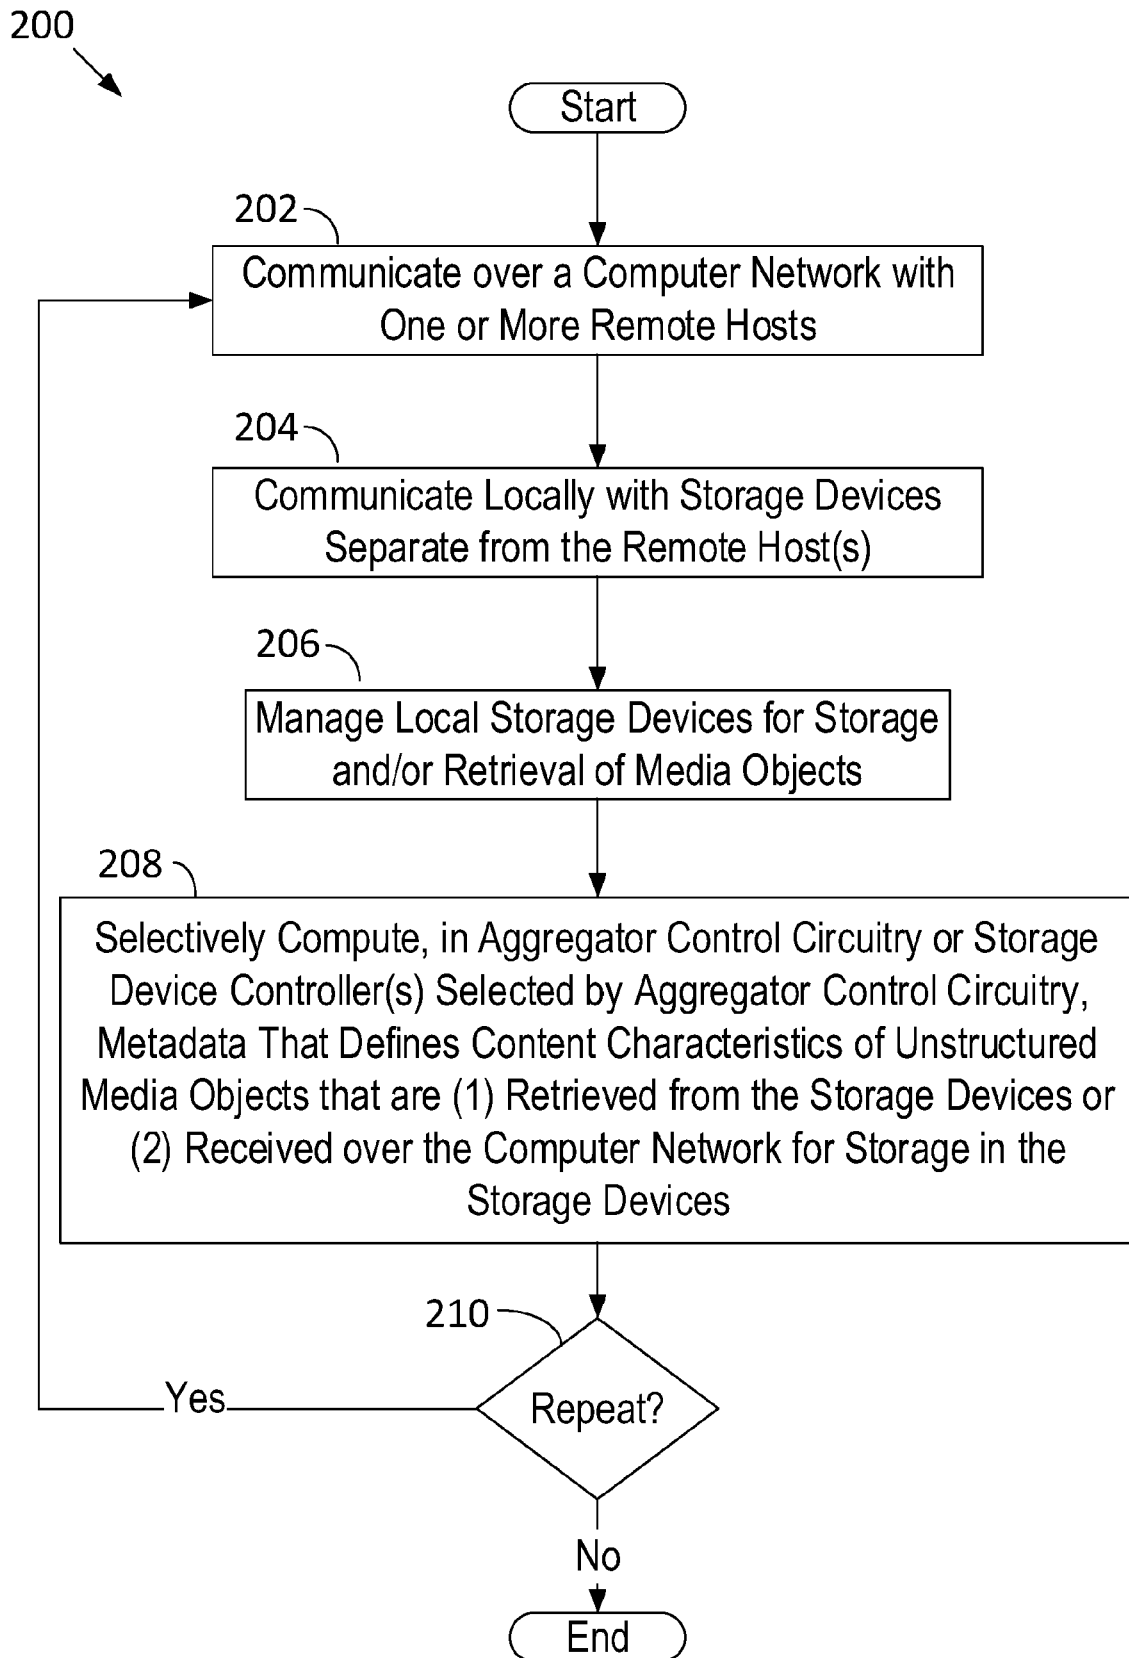 200
Start
202
Communicate over a Computer Network with
One or More Remote Hosts
204
Communicate Locally with Storage Devices
Separate from the Remote Host(s)
206
Manage Local Storage Devices for Storage
and/or Retrieval of Media Objects
208
Selectively Compute, in Aggregator Control Circuitry or Storage
Device Controller(s) Selected by Aggregator Control Circuitry,
Metadata That Defines Content Characteristics of Unstructured
Media Objects that are (1) Retrieved from the Storage Devices or
(2) Received over the Computer Network for Storage in the
Storage Devices
210
Repeat?
Yes
No
End